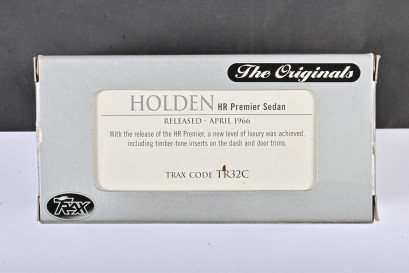 The Originals
HOLDEN HR Premier Sedan
RELEASED - APRIL 1966
With the release of the HR Premier, a new level of luxury was achieved,
including timber-tone inserts on the dash and door trims.
TRAX CODE TR32C
TRAX